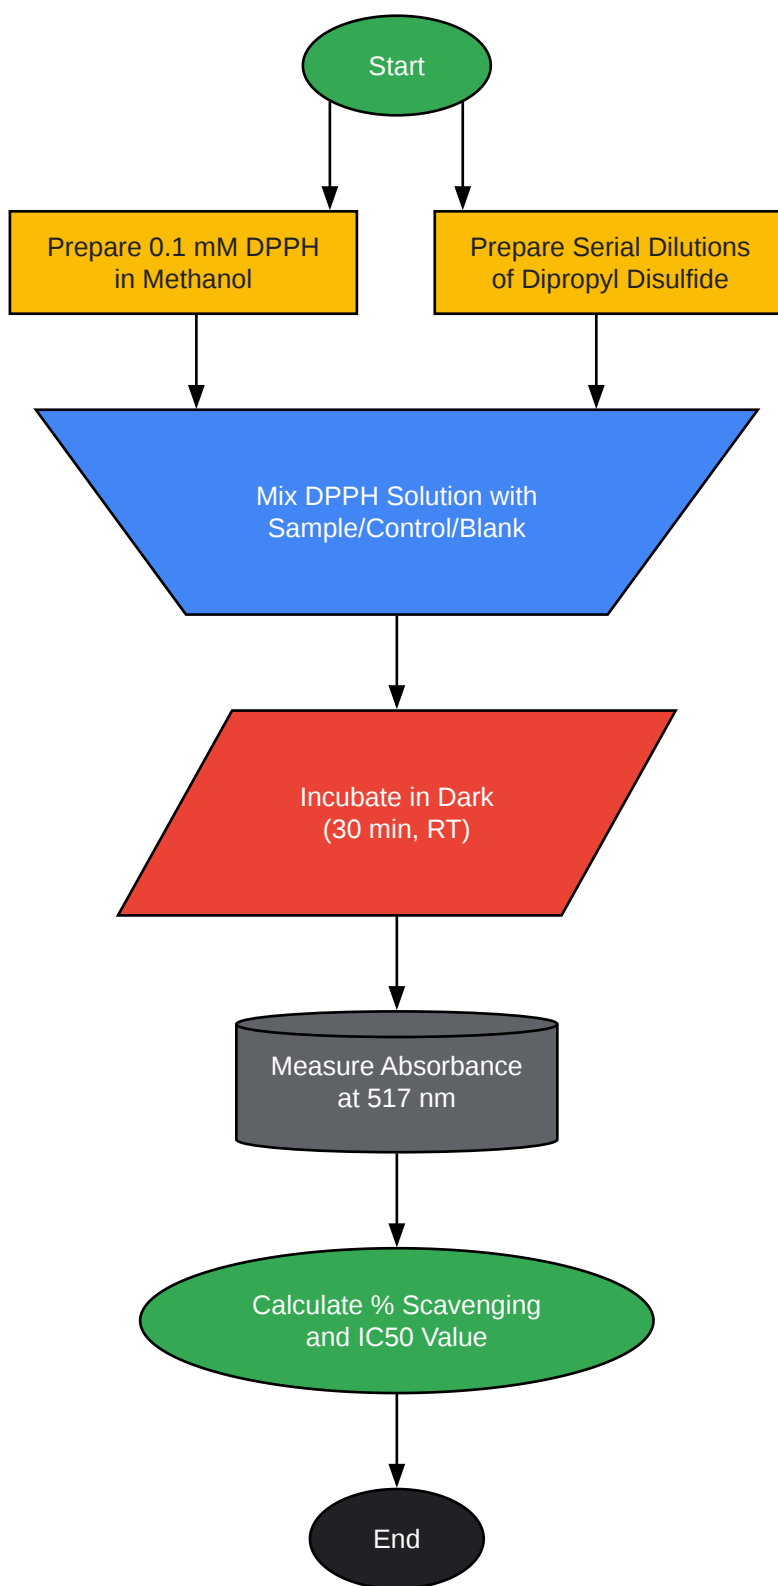 Start
Prepare 0.1 mM DPPH
in Methanol
Prepare Serial Dilutions
of Dipropyl Disulfide
Mix DPPH Solution with
Sample/Control/Blank
Incubate in Dark
(30 min, RT)
Measure Absorbance
at 517 nm
Calculate % Scavenging
and IC50 Value
End